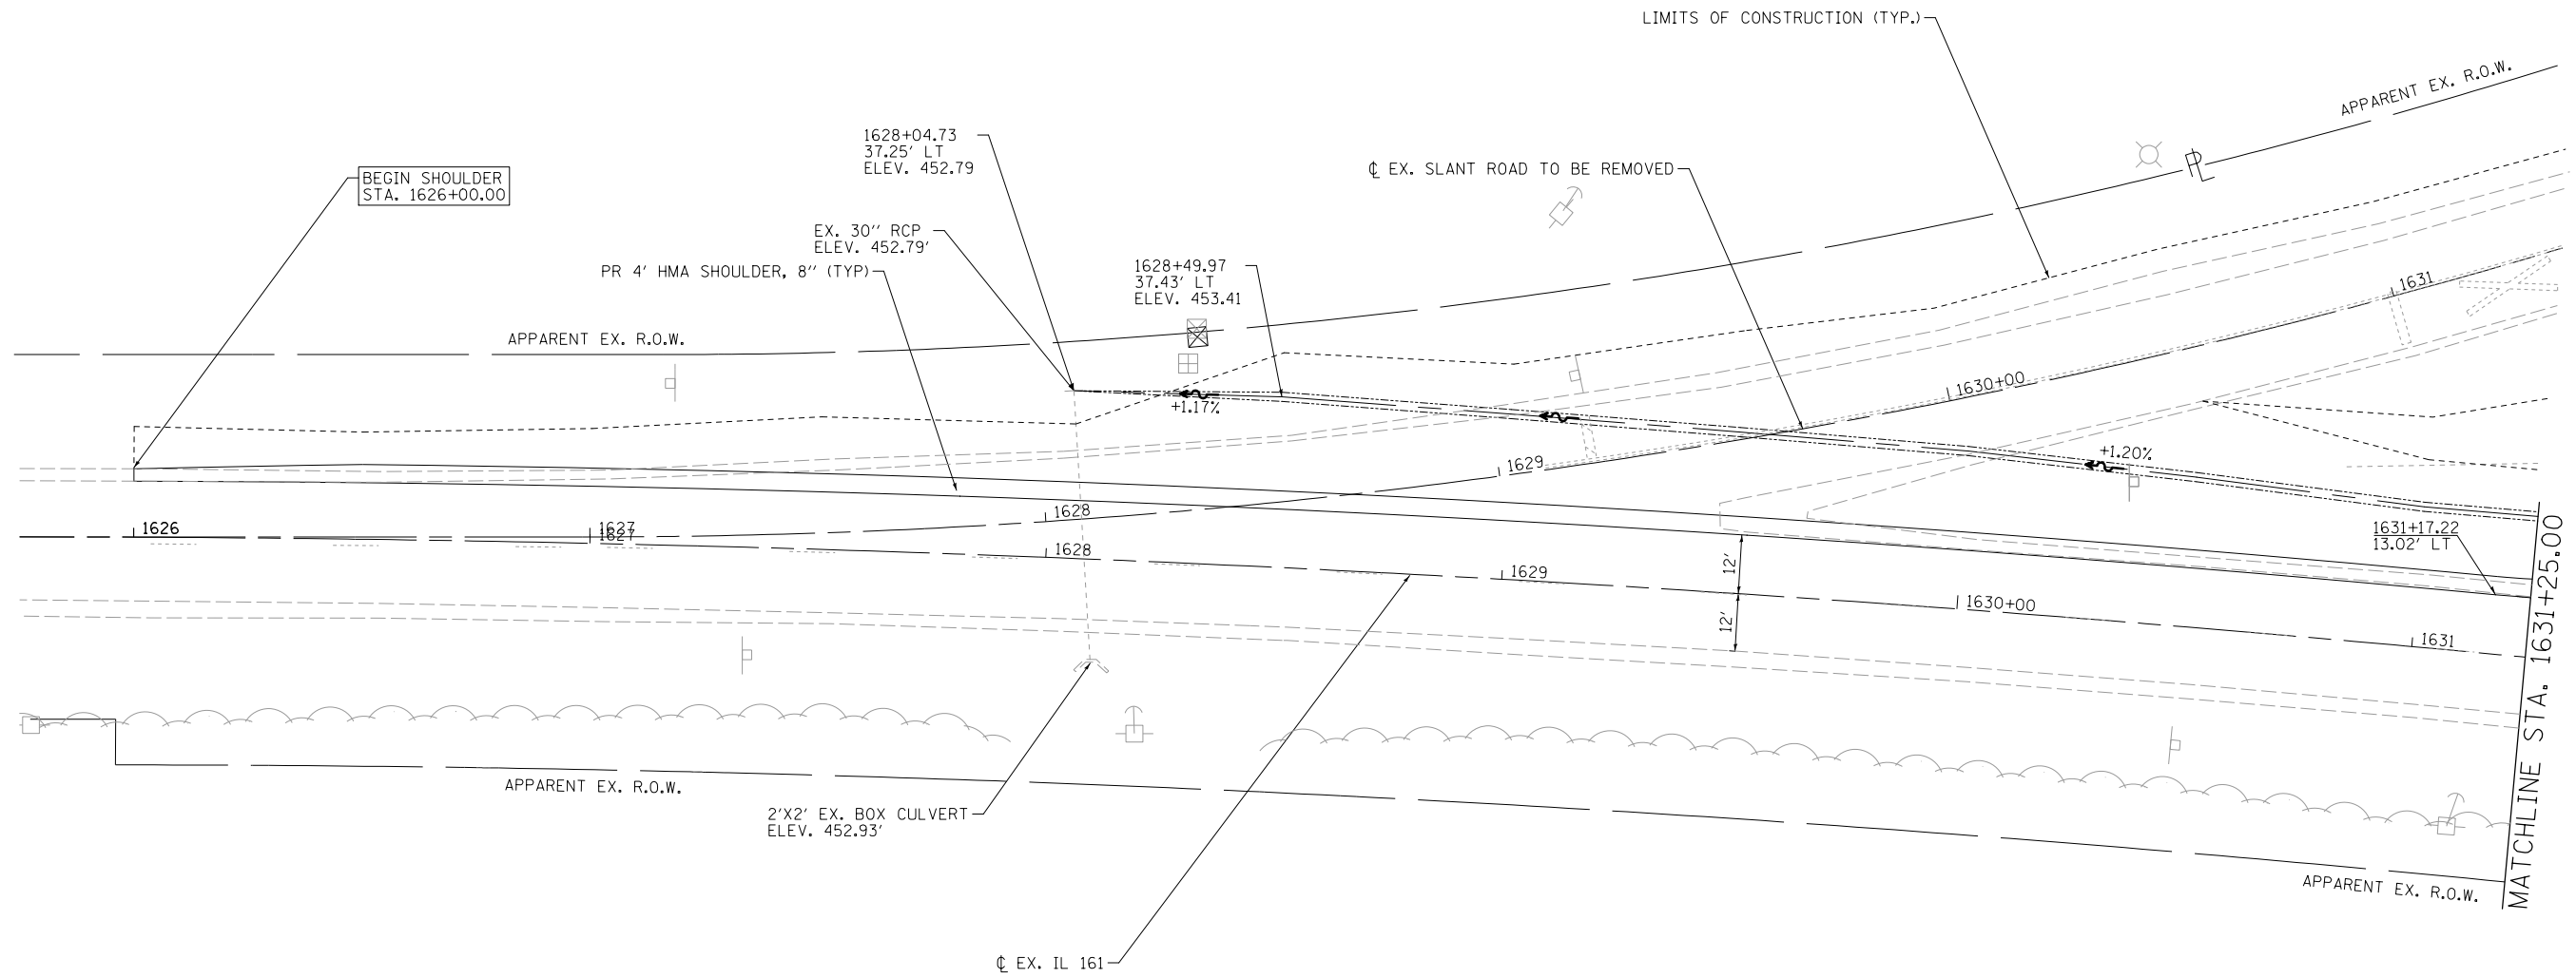 LIMITS OF CONSTRUCTION (TYP.)
APPARENT EX. R.O.W.
1628+04.73
37.25' LT
ELEV. 452.79
℄ EX. SLANT ROAD TO BE REMOVED
PL
BEGIN SHOULDER
STA. 1626+00.00
EX. 30" RCP
ELEV. 452.79'
PR 4' HMA SHOULDER, 8" (TYP)
1628+49.97
37.43' LT
ELEV. 453.41
1631
APPARENT EX. R.O.W.
1630+00
+1.17%
+1.20%
1629
1628
1626
1627
1627
1628
1629
12'
12'
1630+00
1631
1631+17.22
13.02' LT
MATCHLINE STA. 1631+25.00
APPARENT EX. R.O.W.
2'X2' EX. BOX CULVERT
ELEV. 452.93'
APPARENT EX. R.O.W.
℄ EX. IL 161